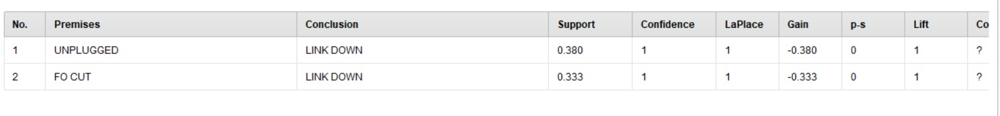 No. Premises Conclusion Support Confidence LaPlace Gain p-s Lift Co
1 UNPLUGGED LINK DOWN 0.380 1 1 -0.380 0 1 ?
2 FO CUT LINK DOWN 0.333 1 1 -0.333 0 1 ?